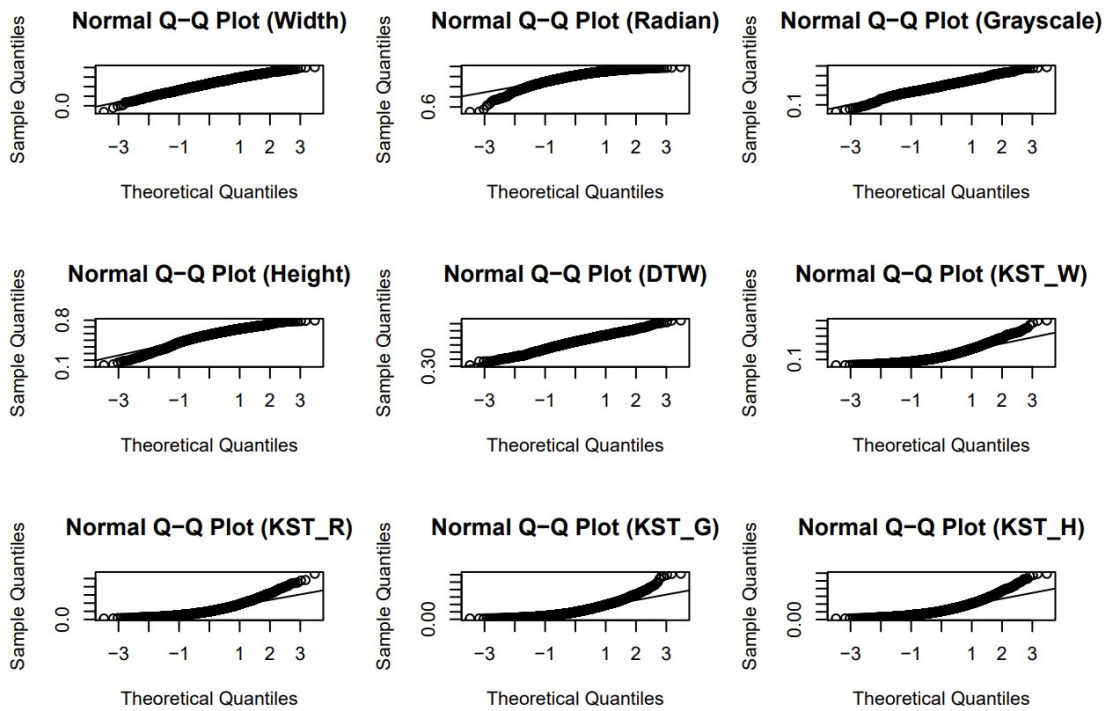 Normal Q−Q Plot (Width)
Sample Quantiles
0.0
−3 −1 1 2 3
Theoretical Quantiles
Normal Q−Q Plot (Radian)
Sample Quantiles
0.6
−3 −1 1 2 3
Theoretical Quantiles
Normal Q−Q Plot (Grayscale)
Sample Quantiles
0.1
−3 −1 1 2 3
Theoretical Quantiles
Normal Q−Q Plot (Height)
Sample Quantiles
0.1 0.8
−3 −1 1 2 3
Theoretical Quantiles
Normal Q−Q Plot (DTW)
Sample Quantiles
0.30
−3 −1 1 2 3
Theoretical Quantiles
Normal Q−Q Plot (KST_W)
Sample Quantiles
0.1
−3 −1 1 2 3
Theoretical Quantiles
Normal Q−Q Plot (KST_R)
Sample Quantiles
0.0
−3 −1 1 2 3
Theoretical Quantiles
Normal Q−Q Plot (KST_G)
Sample Quantiles
0.00
−3 −1 1 2 3
Theoretical Quantiles
Normal Q−Q Plot (KST_H)
Sample Quantiles
0.00
−3 −1 1 2 3
Theoretical Quantiles